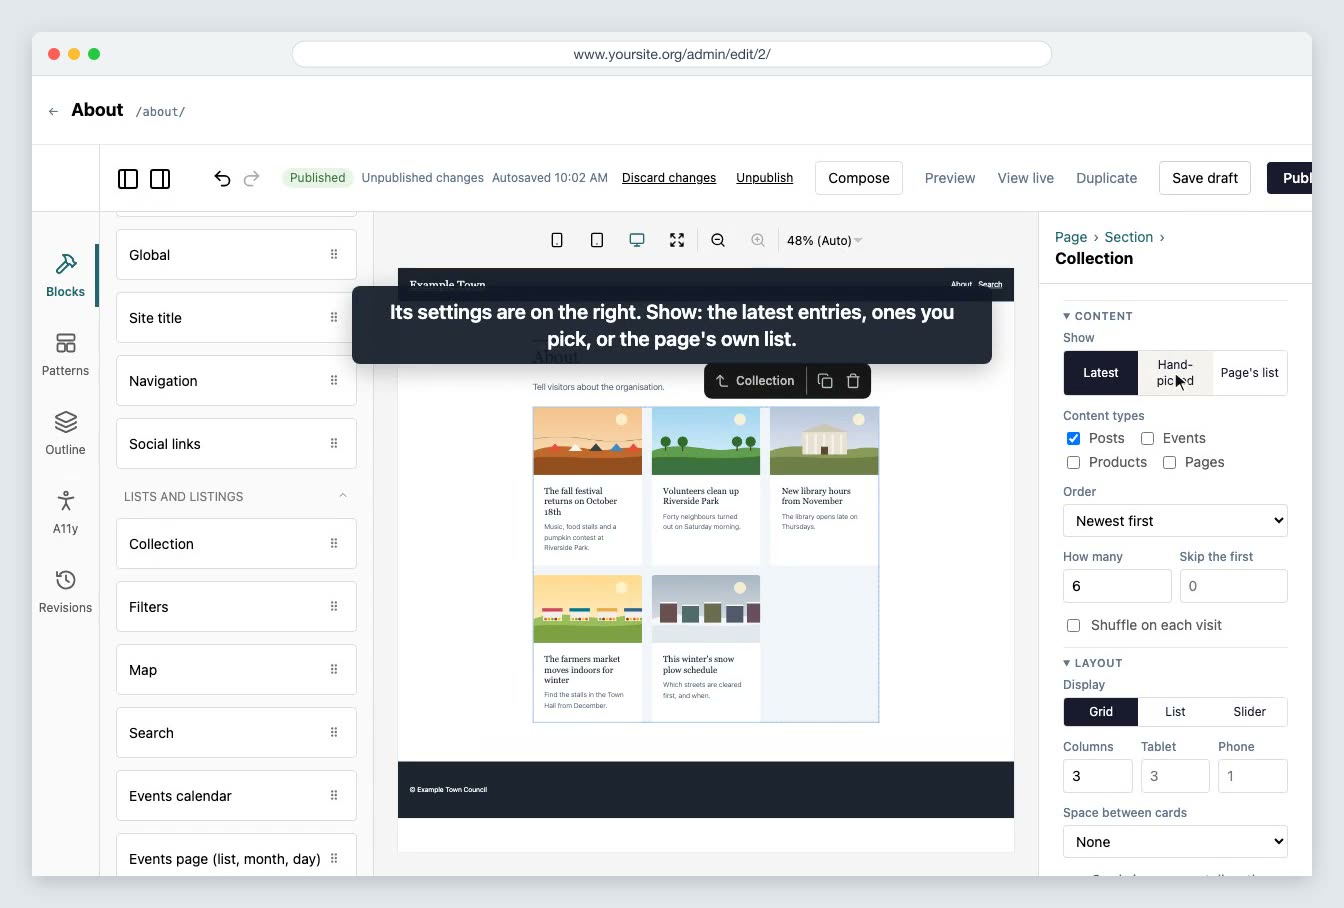 www.yoursite.org/admin/edit/2/
← About /about/
Published Unpublished changes Autosaved 10:02 AM Discard changes Unpublish Compose Preview View live Duplicate Save draft
Blocks
Patterns
Outline
A11y
Revisions
Global
Site title
Navigation
Social links
LISTS AND LISTINGS
Collection
Filters
Map
Search
Events calendar
Events page (list, month, day)
48% (Auto)
Example Town
About Search
Its settings are on the right. Show: the latest entries, ones you
pick, or the page's own list.
About
Tell visitors about the organisation.
Collection
The fall festival
returns on October
18th
Music, food stalls and a
pumpkin contest at
Riverside Park.
Volunteers clean up
Riverside Park
Forty neighbours turned
out on Saturday morning.
New library hours
from November
The library opens late on
Thursdays.
The farmers market
moves indoors for
winter
Find the stalls in the Town
Hall from December.
This winter's snow
plow schedule
Which streets are cleared
first, and when.
© Example Town Council
Page › Section ›
Collection
CONTENT
Show
Latest
Hand-
picked
Page's list
Content types
Posts Events
Products Pages
Order
Newest first
How many Skip the first
6 0
Shuffle on each visit
LAYOUT
Display
Grid List Slider
Columns Tablet Phone
3 3 1
Space between cards
None